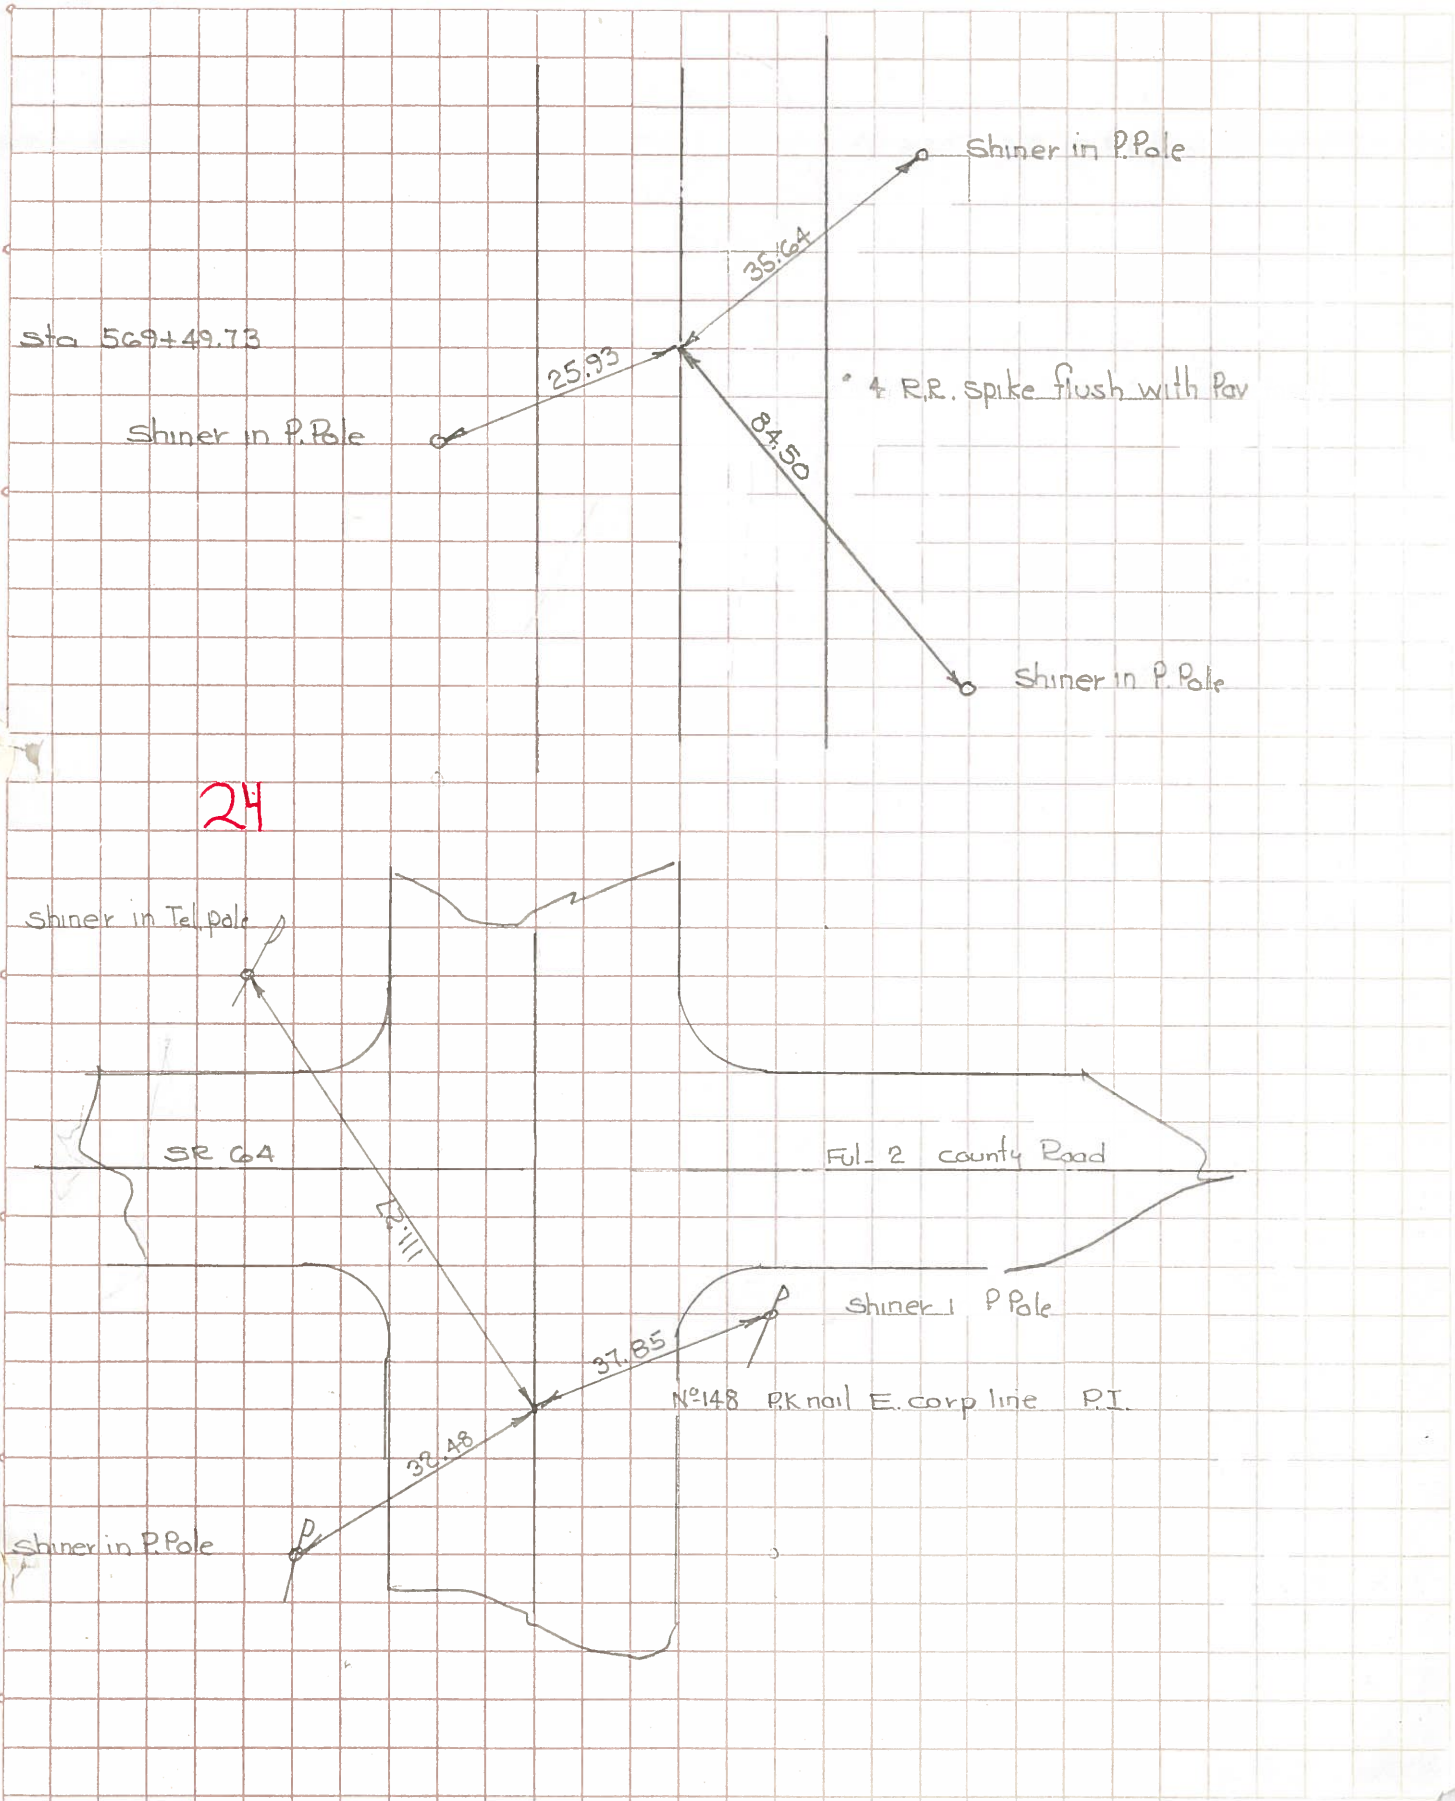 Shiner in P.Pole
35.64
Sta 569+49.73
25.93
4 R.R. spike flush with Pav
Shiner in P.Pole
84.50
Shiner in P.Pole
24
Shiner in Tel.pole
SR 64
Ful-2 county Road
111.27
Shiner P Pole
37.85
Nº148 P.K nail E. corp line P.I.
32.48
Shiner in P.Pole